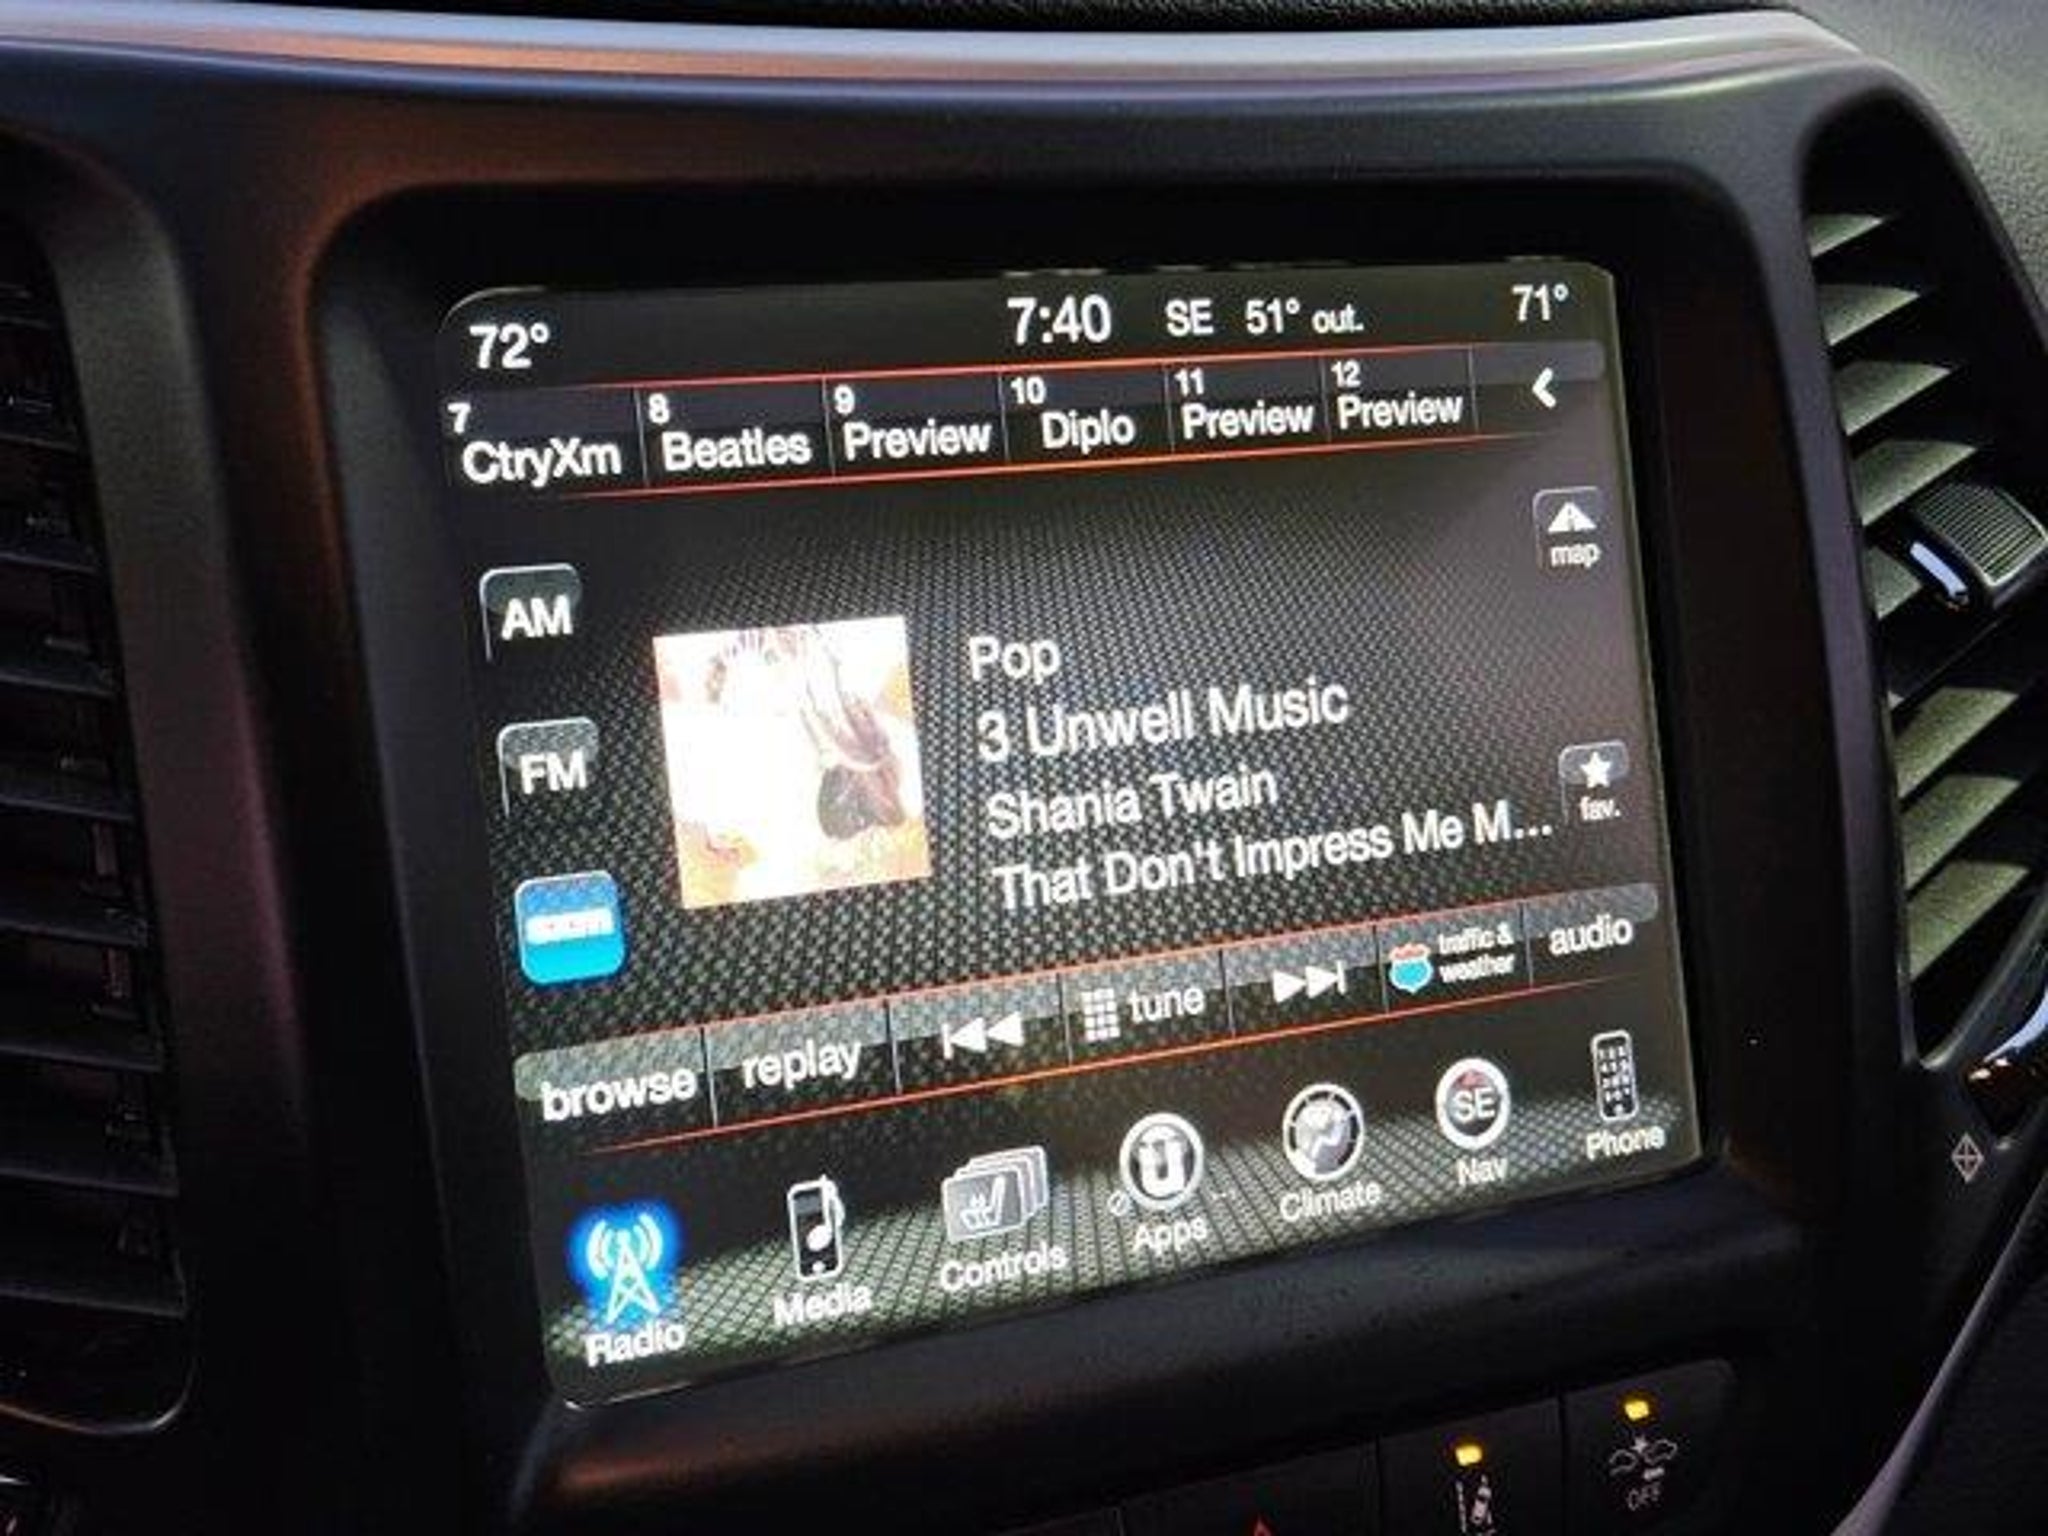 72° 7:40 SE 51° out. 71°
7 CtryXm
8 Beatles
9 Preview
10 Diplo
11 Preview
12 Preview
map
AM
FM
Pop
3 Unwell Music
Shania Twain
That Don't Impress Me M...
fav.
browse
replay
tune
traffic & weather
audio
Radio
Media
Controls
Apps
Climate
SE
Nav
Phone
OFF